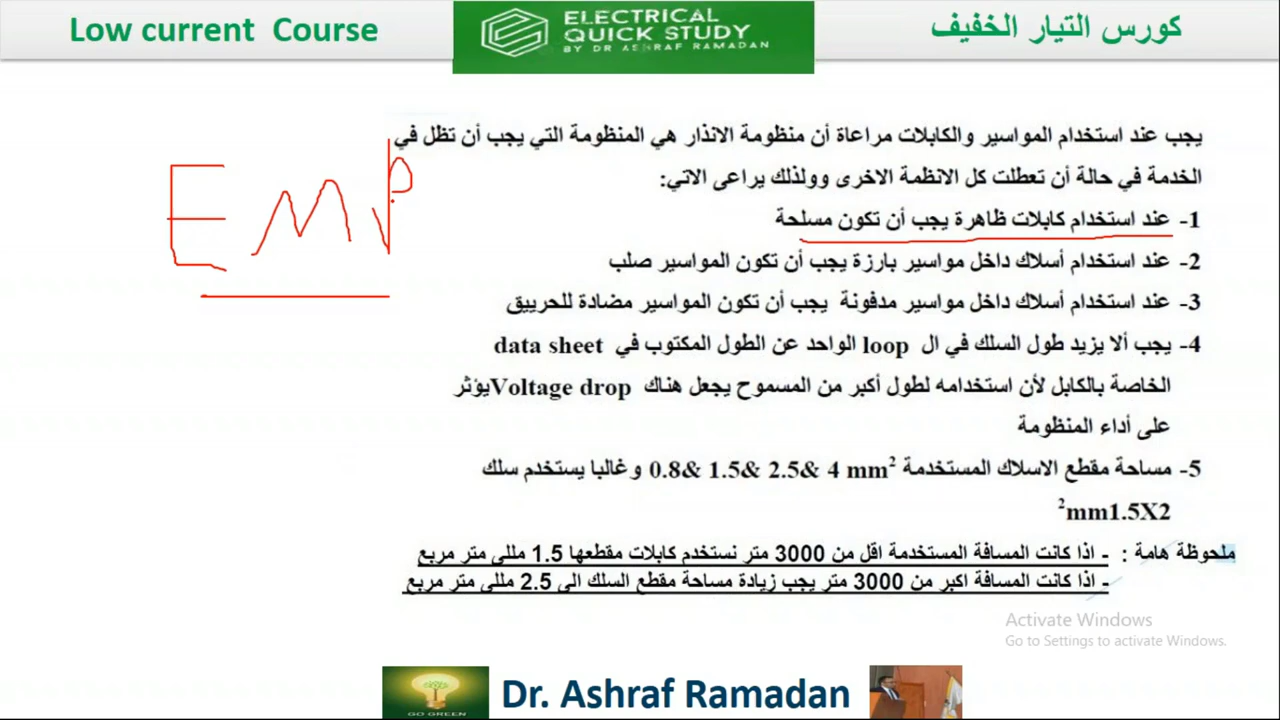 Low current Course
ELECTRICAL
QUICK STUDY
BY DR ASHRAF RAMADAN
كورس التيار الخفيف
EMP
يجب عند استخدام المواسير والكابلات مراعاة أن منظومة الانذار هي المنظومة التي يجب أن تظل في
الخدمة في حالة أن تعطلت كل الانظمة الاخرى وولذلك يراعى الاتي:
1- عند استخدام كابلات ظاهرة يجب أن تكون مسلحة
2- عند استخدام أسلاك داخل مواسير بارزة يجب أن تكون المواسير صلب
3- عند استخدام أسلاك داخل مواسير مدفونة يجب أن تكون المواسير مضادة للحرييق
4- يجب ألا يزيد طول السلك في ال loop الواحد عن الطول المكتوب في data sheet
الخاصة بالكابل لأن استخدامه لطول أكبر من المسموح يجعل هناك Voltage drop يؤثر
على أداء المنظومة
5- مساحة مقطع الاسلاك المستخدمة 0.8& 1.5& 2.5& 4 mm² وغالبا يستخدم سلك
²mm1.5X2
ملحوظة هامة : - اذا كانت المسافة المستخدمة اقل من 3000 متر نستخدم كابلات مقطعها 1.5 مللى متر مربع
- اذا كانت المسافة اكبر من 3000 متر يجب زيادة مساحة مقطع السلك الى 2.5 مللى متر مربع
Activate Windows
Go to Settings to activate Windows.
GO GREEN
Dr. Ashraf Ramadan